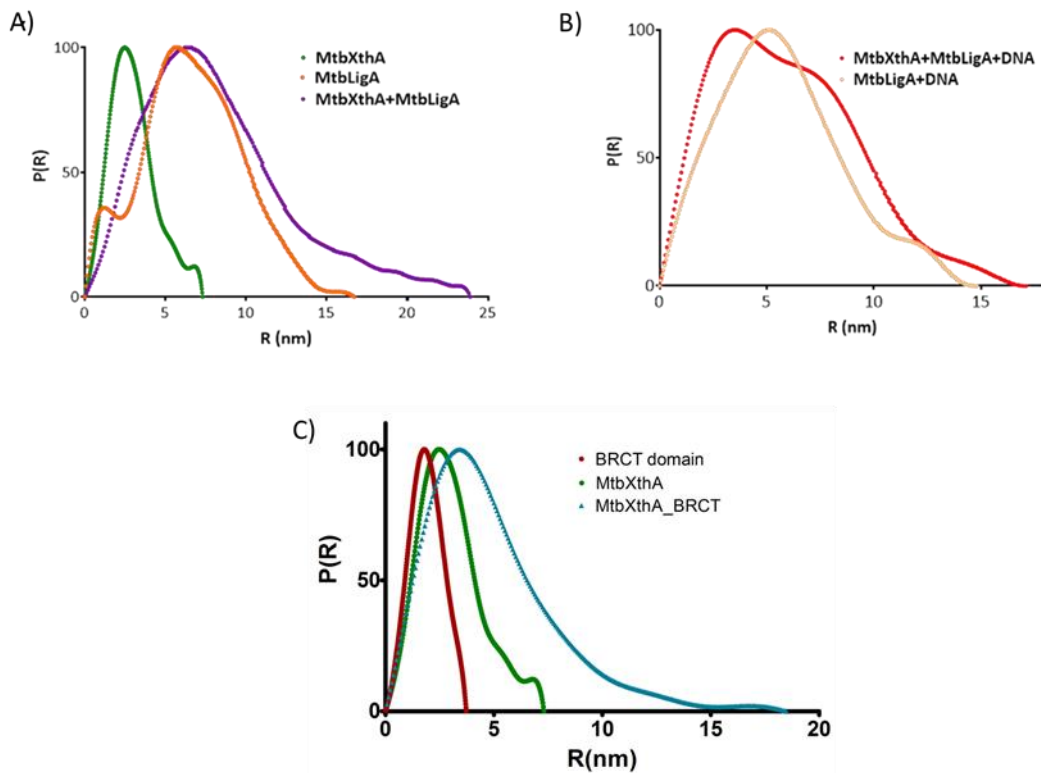 A)
100
50
0
P(R)
0 5 10 15 20 25
R (nm)
MtbXthA
MtbLigA
MtbXthA+MtbLigA
B)
100
50
0
P(R)
0 5 10 15
R (nm)
MtbXthA+MtbLigA+DNA
MtbLigA+DNA
C)
100
50
0
P(R)
0 5 10 15 20
R(nm)
BRCT domain
MtbXthA
MtbXthA_BRCT